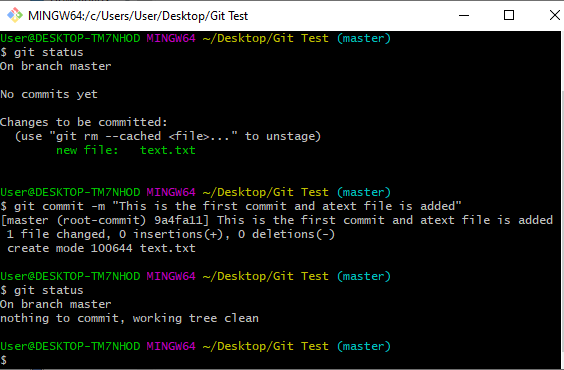 MINGW64:/c/Users/User/Desktop/Git Test
User@DESKTOP-TM7NHOD MINGW64 ~/Desktop/Git Test (master)
$ git status
On branch master
No commits yet
Changes to be committed:
  (use "git rm --cached <file>..." to unstage)
        new file:   text.txt
User@DESKTOP-TM7NHOD MINGW64 ~/Desktop/Git Test (master)
$ git commit -m "This is the first commit and atext file is added"
[master (root-commit) 9a4fa11] This is the first commit and atext file is added
 1 file changed, 0 insertions(+), 0 deletions(-)
 create mode 100644 text.txt
User@DESKTOP-TM7NHOD MINGW64 ~/Desktop/Git Test (master)
$ git status
On branch master
nothing to commit, working tree clean
User@DESKTOP-TM7NHOD MINGW64 ~/Desktop/Git Test (master)
$